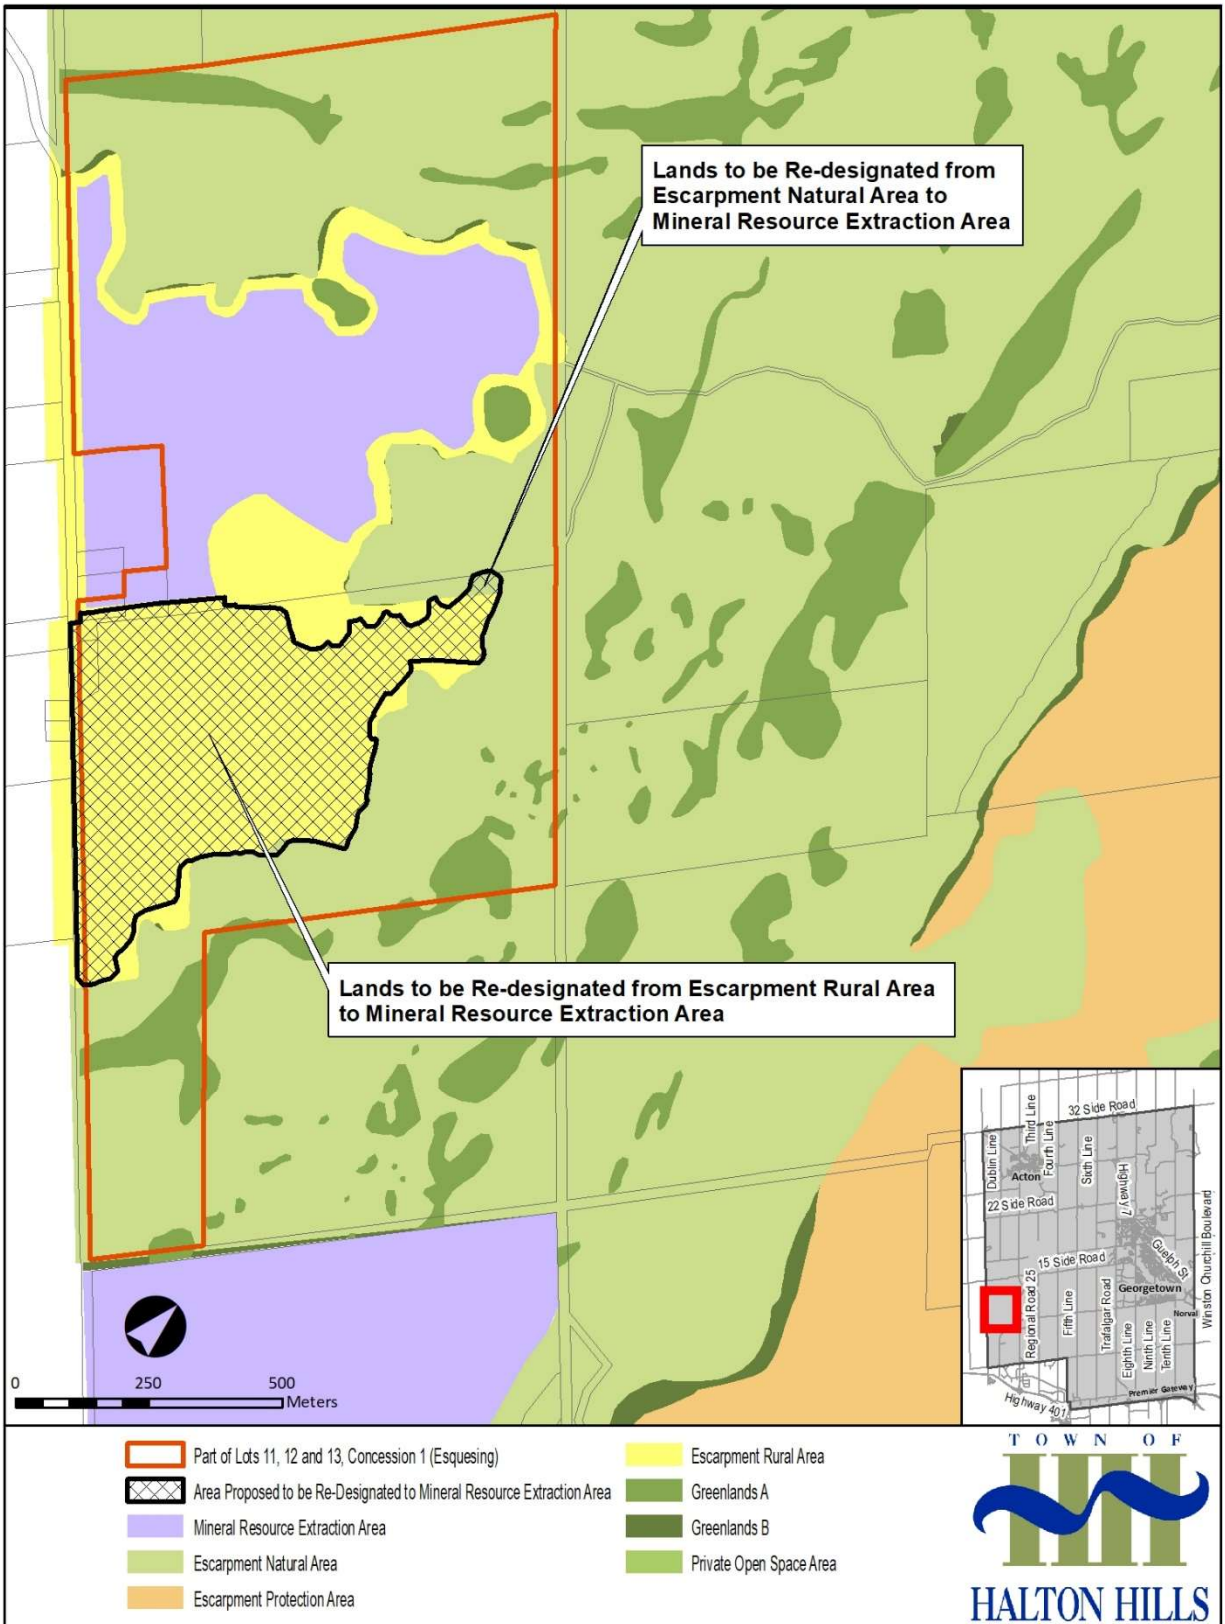 Lands to be Re-designated from
Escarpment Natural Area to
Mineral Resource Extraction Area
Lands to be Re-designated from Escarpment Rural Area
to Mineral Resource Extraction Area
0 250 500
Meters
32 Side Road
Dublin Line
Third Line
Fourth Line
Acton
Sixth Line
Highway 7
22 Side Road
15 Side Road
Guelph St
Regional Road 25
Fifth Line
Trafalgar Road
Georgetown
Norval
Winston Churchill Boulevard
Eighth Line
Ninth Line
Tenth Line
Premier Gateway
Highway 401
Part of Lots 11, 12 and 13, Concession 1 (Esquesing)
Area Proposed to be Re-Designated to Mineral Resource Extraction Area
Mineral Resource Extraction Area
Escarpment Natural Area
Escarpment Protection Area
Escarpment Rural Area
Greenlands A
Greenlands B
Private Open Space Area
TOWN OF
HALTON HILLS